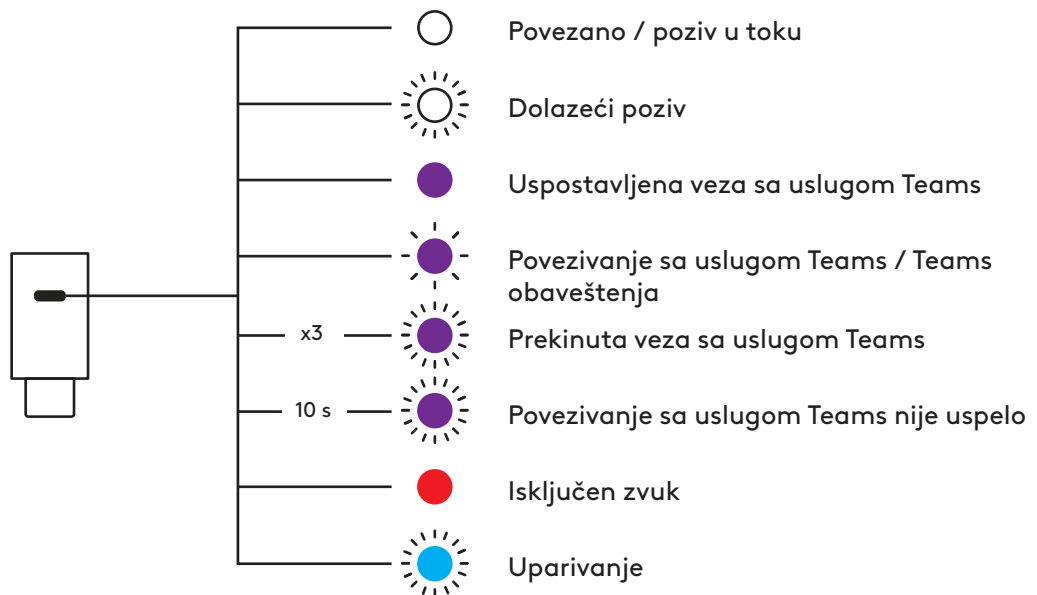 Povezano / poziv u toku
Dolazeći poziv
Uspostavljena veza sa uslugom Teams
Povezivanje sa uslugom Teams / Teams
obaveštenja
x3
Prekinuta veza sa uslugom Teams
10 s
Povezivanje sa uslugom Teams nije uspelo
Isključen zvuk
Uparivanje